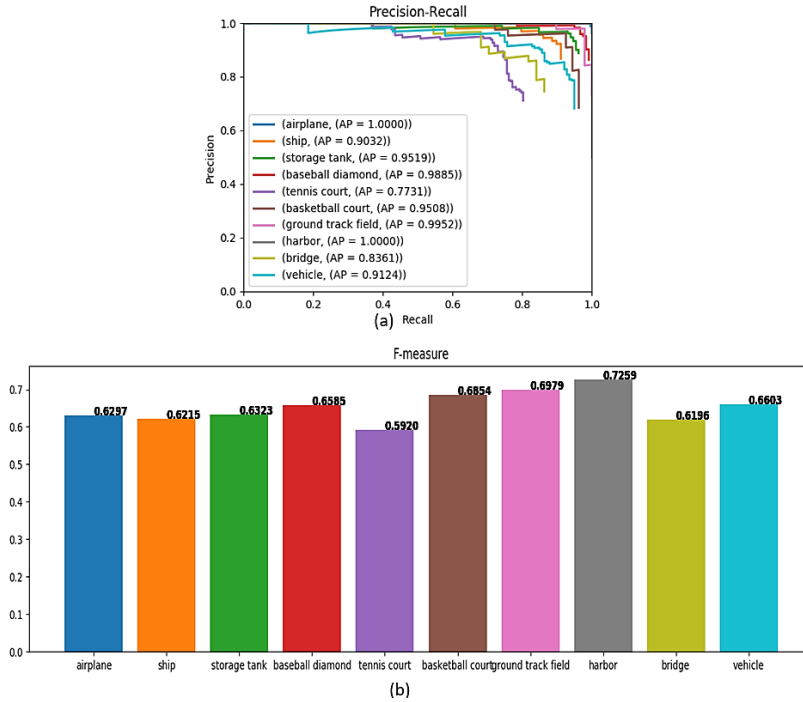 Precision-Recall
1.0
0.8
0.6
0.4
0.2
0.0
Precision
(airplane, (AP = 1.0000))
(ship, (AP = 0.9032))
(storage tank, (AP = 0.9519))
(baseball diamond, (AP = 0.9885))
(tennis court, (AP = 0.7731))
(basketball court, (AP = 0.9508))
(ground track field, (AP = 0.9952))
(harbor, (AP = 1.0000))
(bridge, (AP = 0.8361))
(vehicle, (AP = 0.9124))
0.0 0.2 0.4 0.6 0.8 1.0
(a) Recall
F-measure
0.7
0.6
0.5
0.4
0.3
0.2
0.1
0.0
0.6297 0.6215 0.6323 0.6585 0.5920 0.6854 0.6979 0.7259 0.6196 0.6603
airplane ship storage tank baseball diamond tennis court basketball court ground track field harbor bridge vehicle
(b)